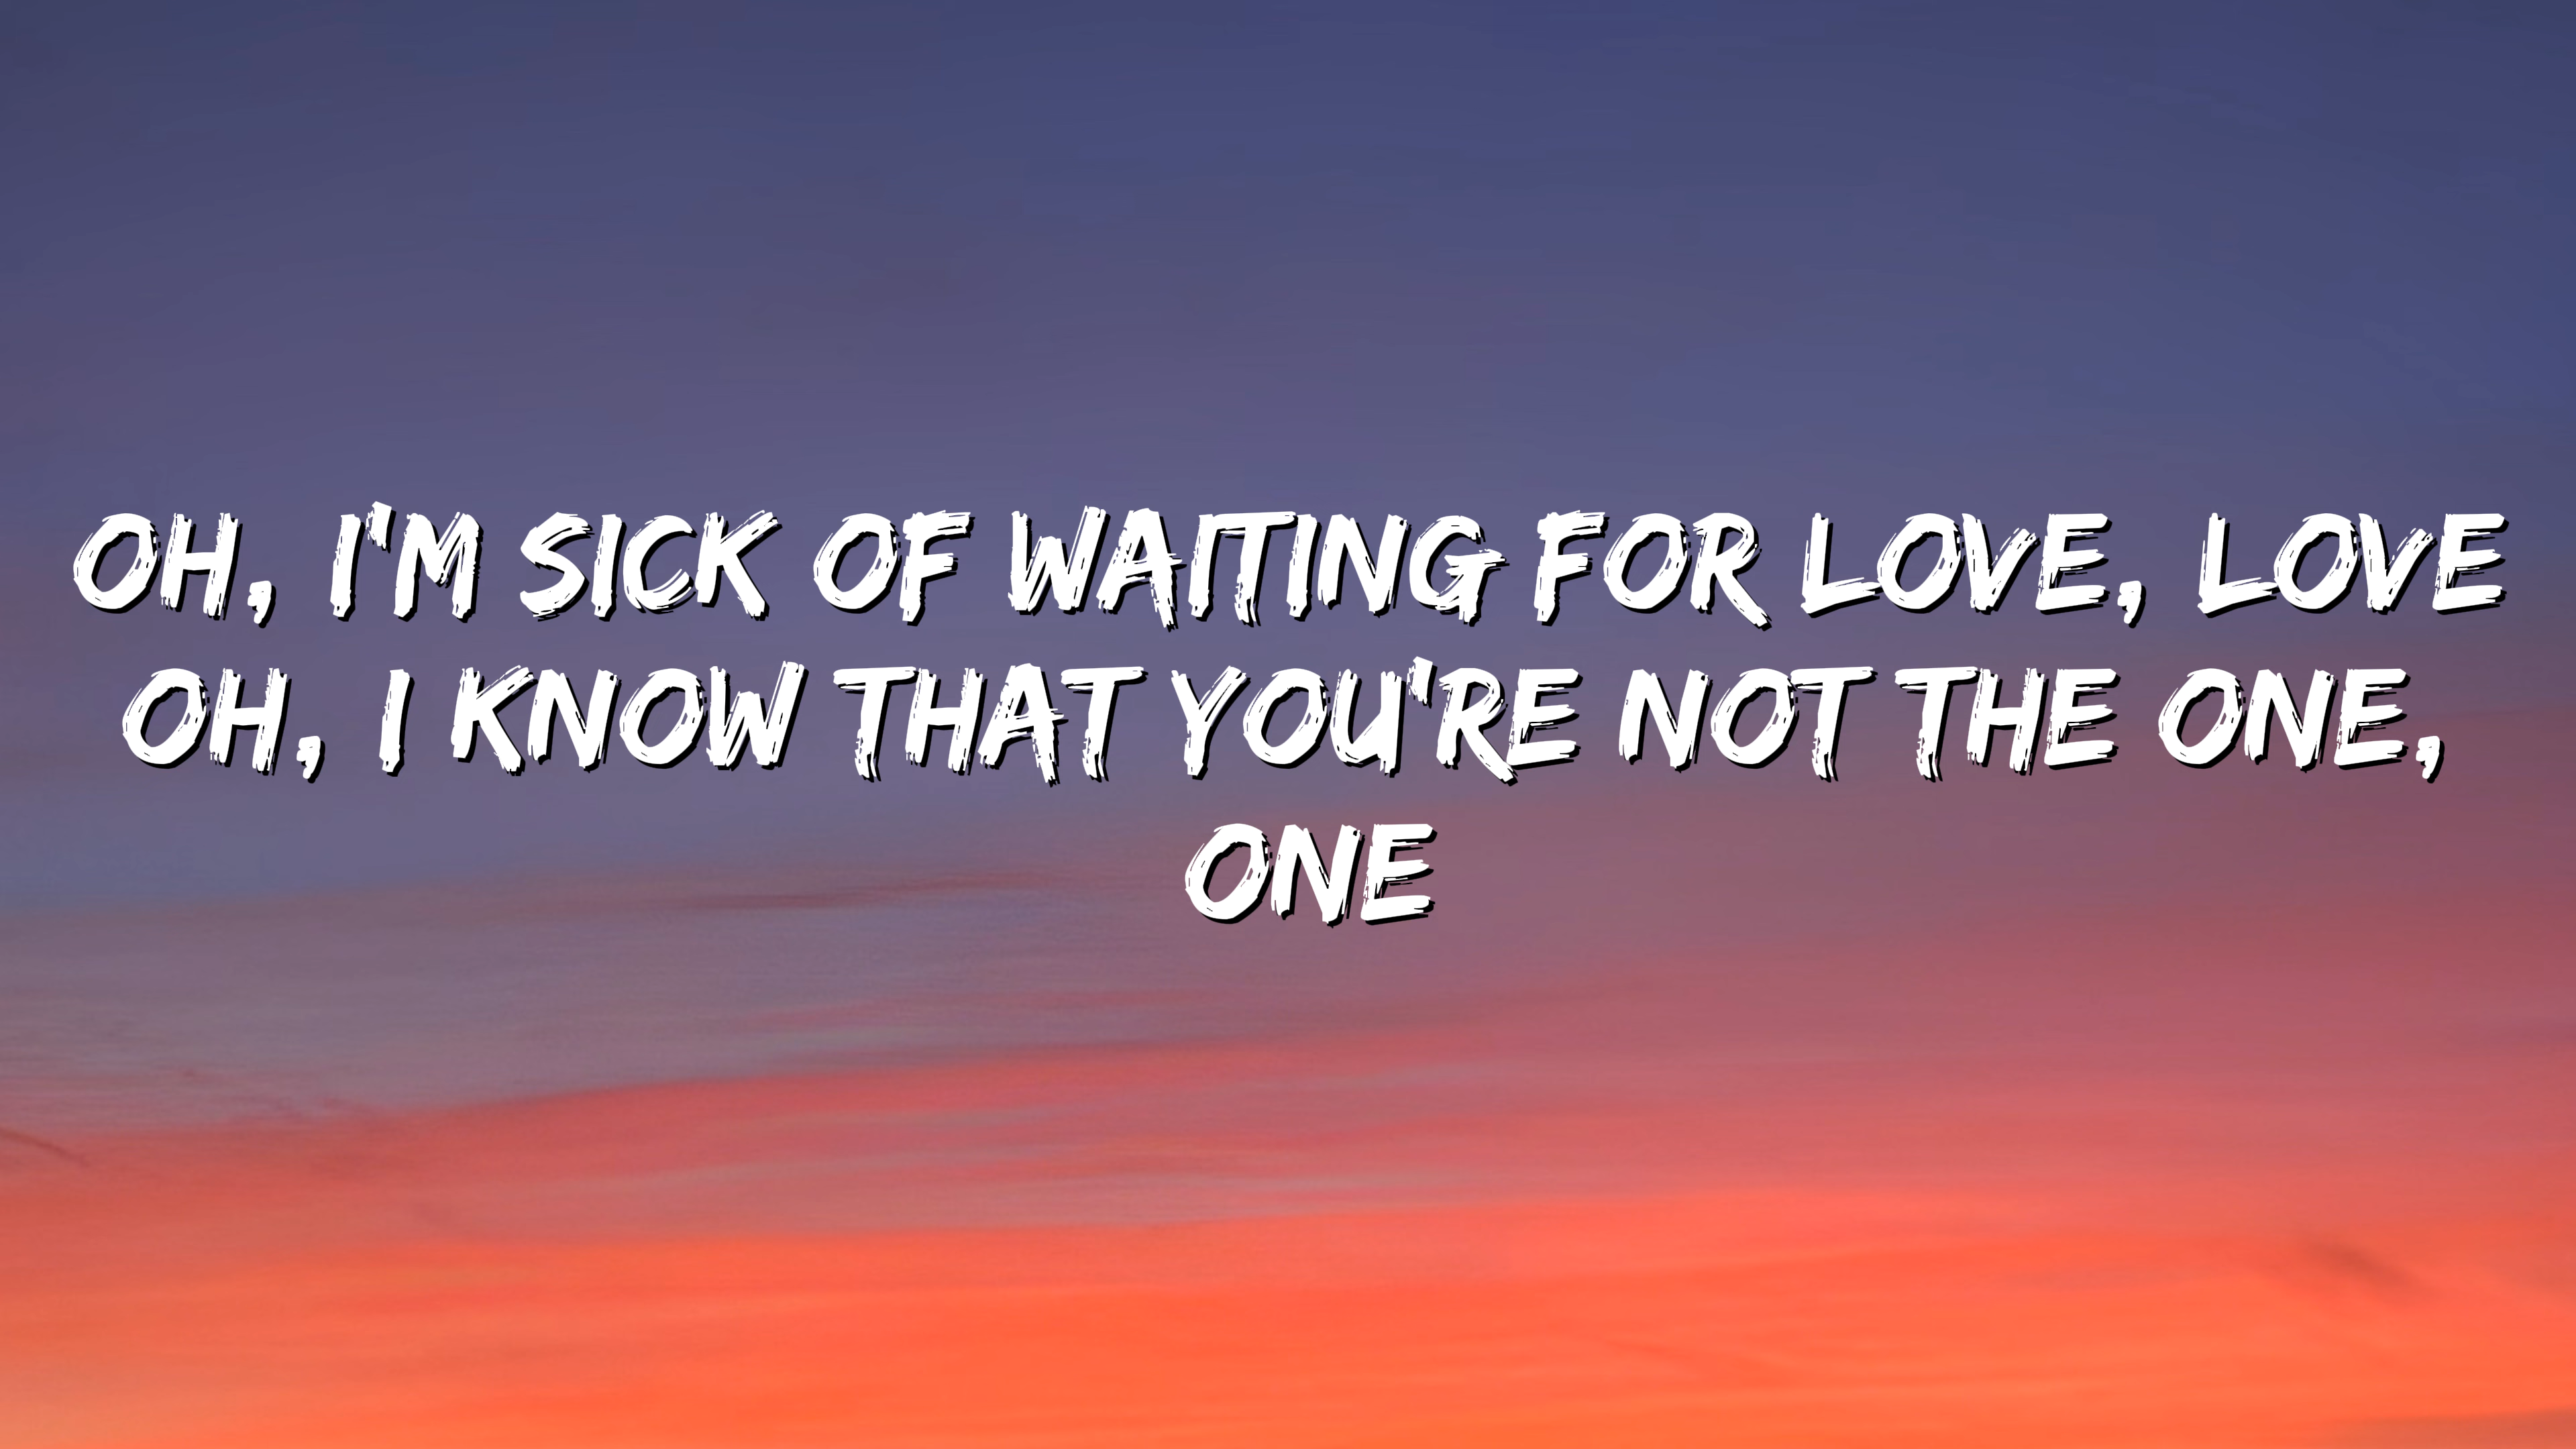 OH, I'M SICK OF WAITING FOR LOVE, LOVE
OH, I KNOW THAT YOU'RE NOT THE ONE,
ONE